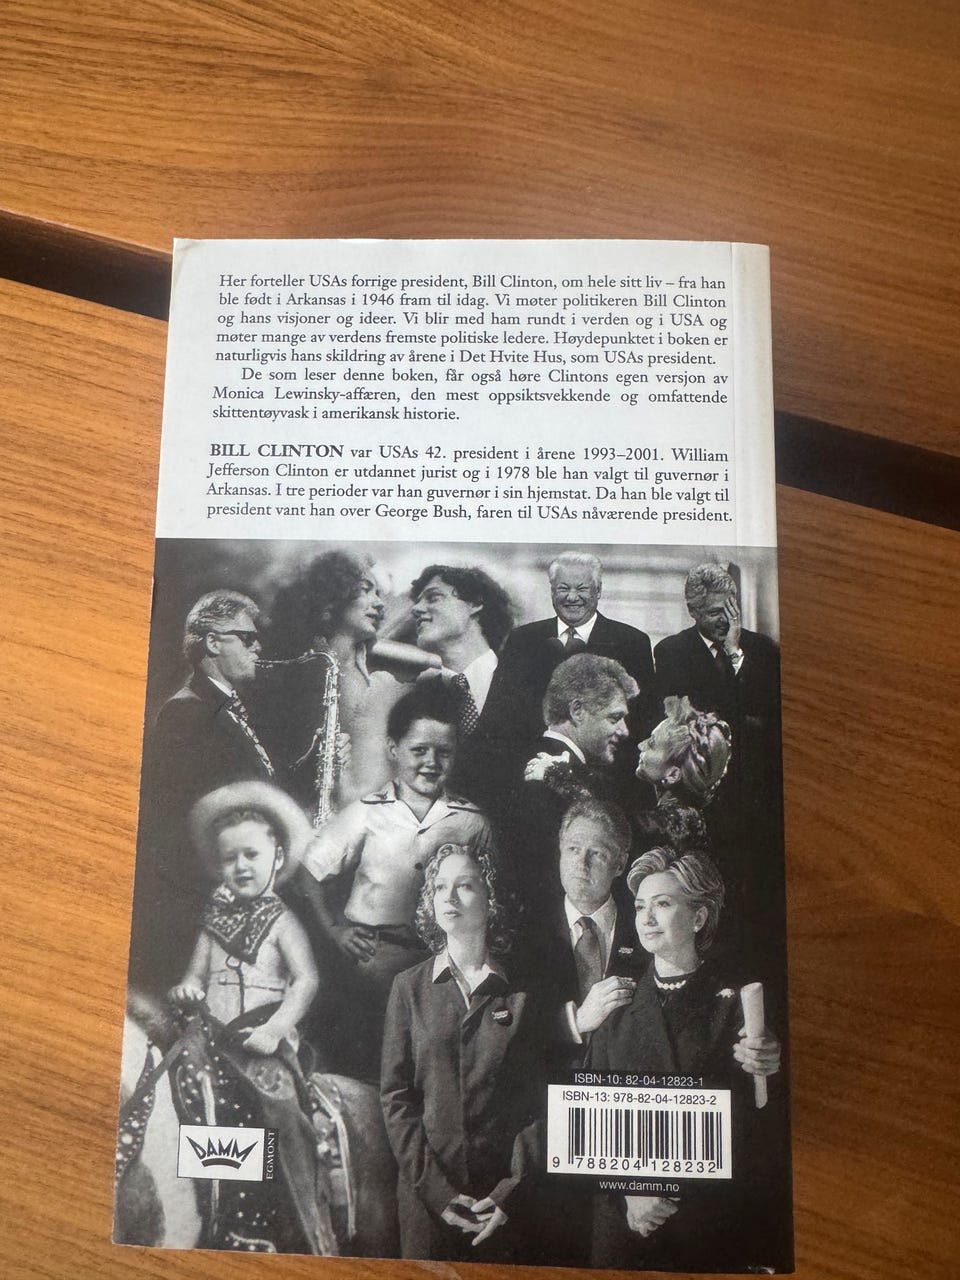 Her forteller USAs forrige president, Bill Clinton, om hele sitt liv – fra han
ble født i Arkansas i 1946 fram til idag. Vi møter politikeren Bill Clinton
og hans visjoner og ideer. Vi blir med ham rundt i verden og i USA og
møter mange av verdens fremste politiske ledere. Høydepunktet i boken er
naturligvis hans skildring av årene i Det Hvite Hus, som USAs president.
De som leser denne boken, får også høre Clintons egen versjon av
Monica Lewinsky-affæren, den mest oppsiktsvekkende og omfattende
skittentøyvask i amerikansk historie.
BILL CLINTON var USAs 42. president i årene 1993–2001. William
Jefferson Clinton er utdannet jurist og i 1978 ble han valgt til guvernør i
Arkansas. I tre perioder var han guvernør i sin hjemstat. Da han ble valgt til
president vant han over George Bush, faren til USAs nåværende president.
DAMM
EGMONT
ISBN-10: 82-04-12823-1
ISBN-13: 978-82-04-12823-2
9 788204 128232
www.damm.no